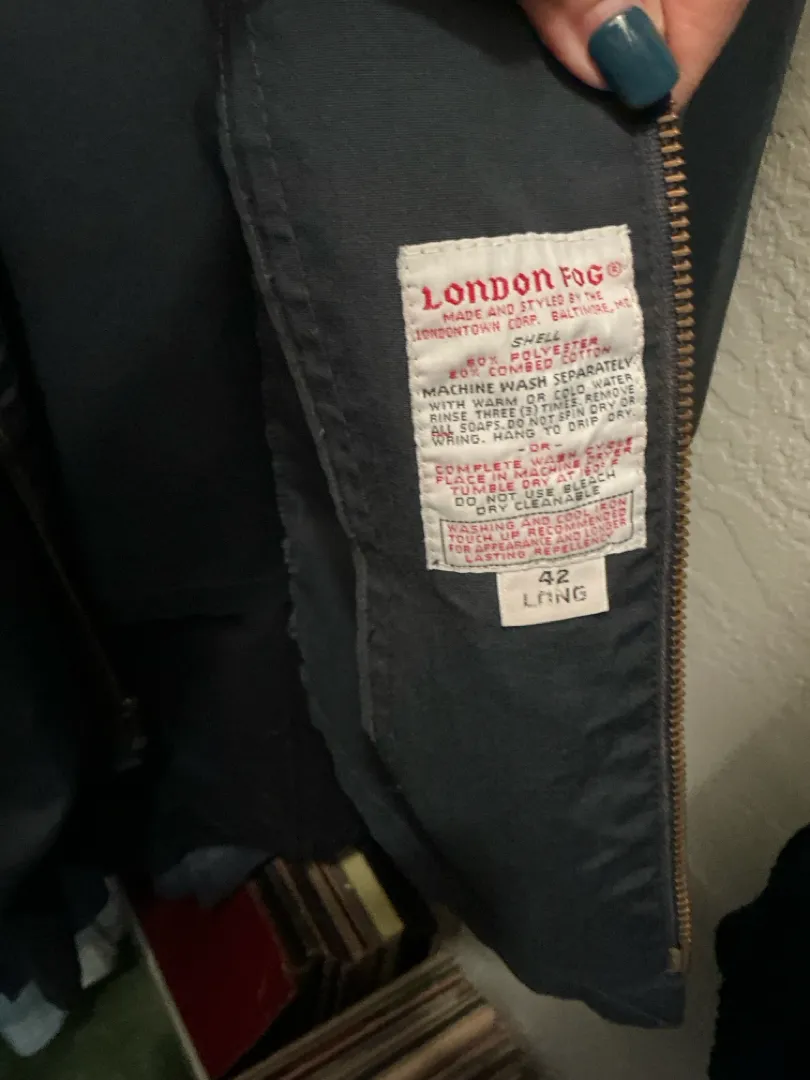 LONDON FOG®
MADE AND STYLED BY THE
LONDONTOWN CORP. BALTIMORE, MD.
SHELL
POLYESTER
COMBED COTTON
MACHINE WASH SEPARATELY
WITH WARM OR COLD WATER
RINSE THREE (3) TIMES. REMOVE
ALL SOAPS. DO NOT SPIN DRY OR
WRING. HANG TO DRIP DRY.
-OR-
COMPLETE WASH CYCLE
PLACE IN MACHINE DRYER
TUMBLE DRY AT 160° F
DO NOT USE BLEACH
DRY CLEANABLE
WASHING AND COOL IRON
TOUCH UP RECOMMENDED
FOR APPEARANCE AND LONGER
LASTING REPELLENCY
42
LONG